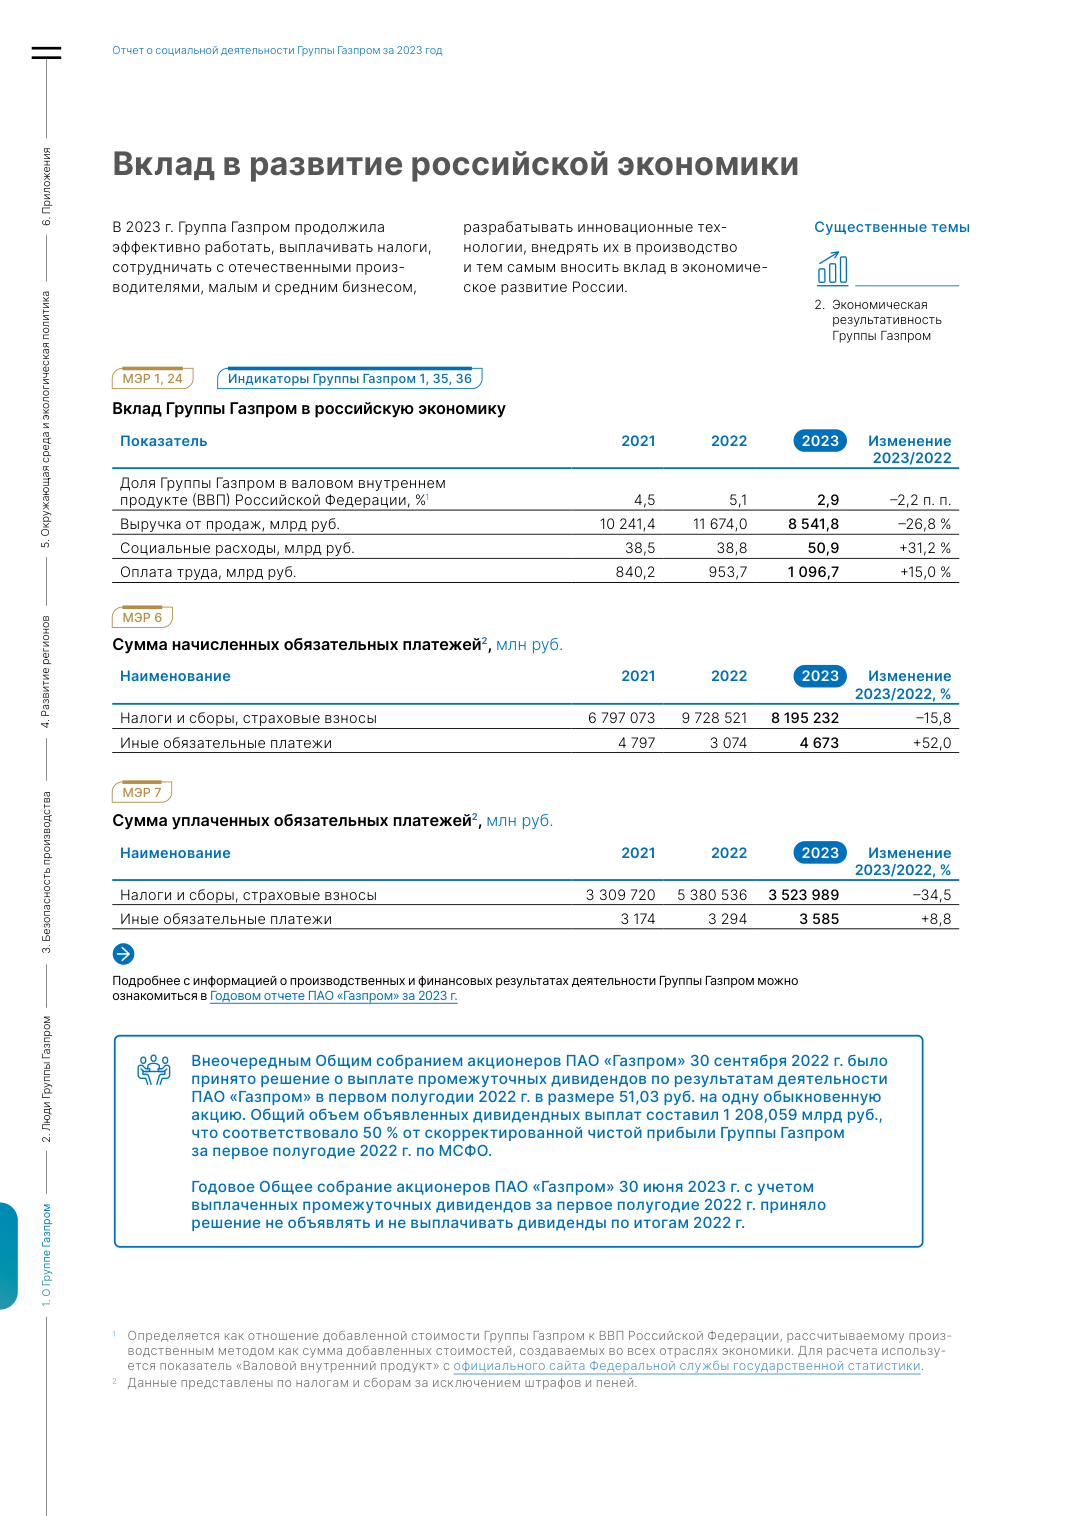 Отчет о социальной деятельности Группы Газпром за 2023 год
Вклад в развитие российской экономики
В 2023 г. Группа Газпром продолжила
эффективно работать, выплачивать налоги,
сотрудничать с отечественными произ-
водителями, малым и средним бизнесом,
разрабатывать инновационные тех-
нологии, внедрять их в производство
и тем самым вносить вклад в экономиче-
ское развитие России.
Существенные темы
2. Экономическая
результативность
Группы Газпром
МЭР 1, 24 Индикаторы Группы Газпром 1, 35, 36
Вклад Группы Газпром в российскую экономику
Показатель 2021 2022 2023 Изменение
2023/2022
Доля Группы Газпром в валовом внутреннем
продукте (ВВП) Российской Федерации, %1 4,5 5,1 2,9 –2,2 п. п.
Выручка от продаж, млрд руб. 10 241,4 11 674,0 8 541,8 –26,8 %
Социальные расходы, млрд руб. 38,5 38,8 50,9 +31,2 %
Оплата труда, млрд руб. 840,2 953,7 1 096,7 +15,0 %
МЭР 6
Сумма начисленных обязательных платежей2, млн руб.
Наименование 2021 2022 2023 Изменение
2023/2022, %
Налоги и сборы, страховые взносы 6 797 073 9 728 521 8 195 232 –15,8
Иные обязательные платежи 4 797 3 074 4 673 +52,0
МЭР 7
Сумма уплаченных обязательных платежей2, млн руб.
Наименование 2021 2022 2023 Изменение
2023/2022, %
Налоги и сборы, страховые взносы 3 309 720 5 380 536 3 523 989 –34,5
Иные обязательные платежи 3 174 3 294 3 585 +8,8
Подробнее с информацией о производственных и финансовых результатах деятельности Группы Газпром можно
ознакомиться в Годовом отчете ПАО «Газпром» за 2023 г.
Внеочередным Общим собранием акционеров ПАО «Газпром» 30 сентября 2022 г. было
принято решение о выплате промежуточных дивидендов по результатам деятельности
ПАО «Газпром» в первом полугодии 2022 г. в размере 51,03 руб. на одну обыкновенную
акцию. Общий объем объявленных дивидендных выплат составил 1 208,059 млрд руб.,
что соответствовало 50 % от скорректированной чистой прибыли Группы Газпром
за первое полугодие 2022 г. по МСФО.
Годовое Общее собрание акционеров ПАО «Газпром» 30 июня 2023 г. с учетом
выплаченных промежуточных дивидендов за первое полугодие 2022 г. приняло
решение не объявлять и не выплачивать дивиденды по итогам 2022 г.
1 Определяется как отношение добавленной стоимости Группы Газпром к ВВП Российской Федерации, рассчитываемому произ-
водственным методом как сумма добавленных стоимостей, создаваемых во всех отраслях экономики. Для расчета использу-
ется показатель «Валовой внутренний продукт» с официального сайта Федеральной службы государственной статистики.
2 Данные представлены по налогам и сборам за исключением штрафов и пеней.
6. Приложения
5. Окружающая среда и экологическая политика
4. Развитие регионов
3. Безопасность производства
2. Люди Группы Газпром
1. О Группе Газпром